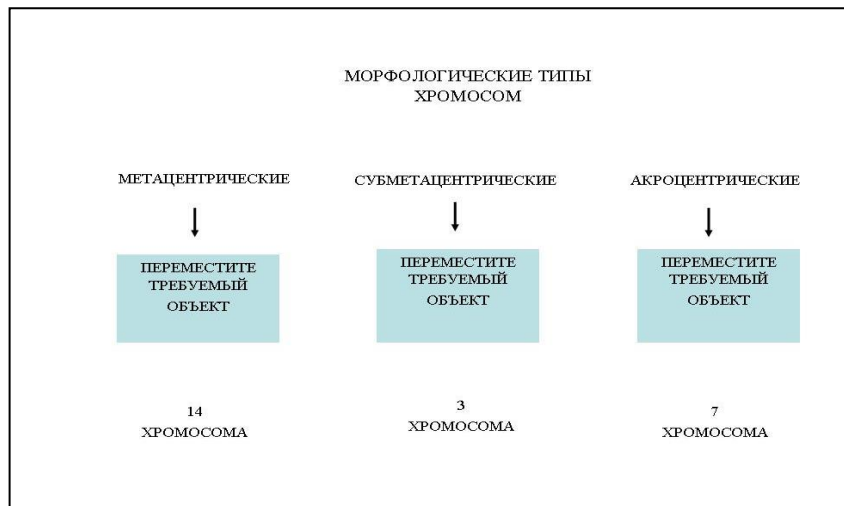 МОРФОЛОГИЧЕСКИЕ ТИПЫ
ХРОМОСОМ
МЕТАЦЕНТРИЧЕСКИЕ
СУБМЕТАЦЕНТРИЧЕСКИЕ
АКРОЦЕНТРИЧЕСКИЕ
ПЕРЕМЕСТИТЕ
ТРЕБУЕМЫЙ
ОБЪЕКТ
ПЕРЕМЕСТИТЕ
ТРЕБУЕМЫЙ
ОБЪЕКТ
ПЕРЕМЕСТИТЕ
ТРЕБУЕМЫЙ
ОБЪЕКТ
14
ХРОМОСОМА
3
ХРОМОСОМА
7
ХРОМОСОМА